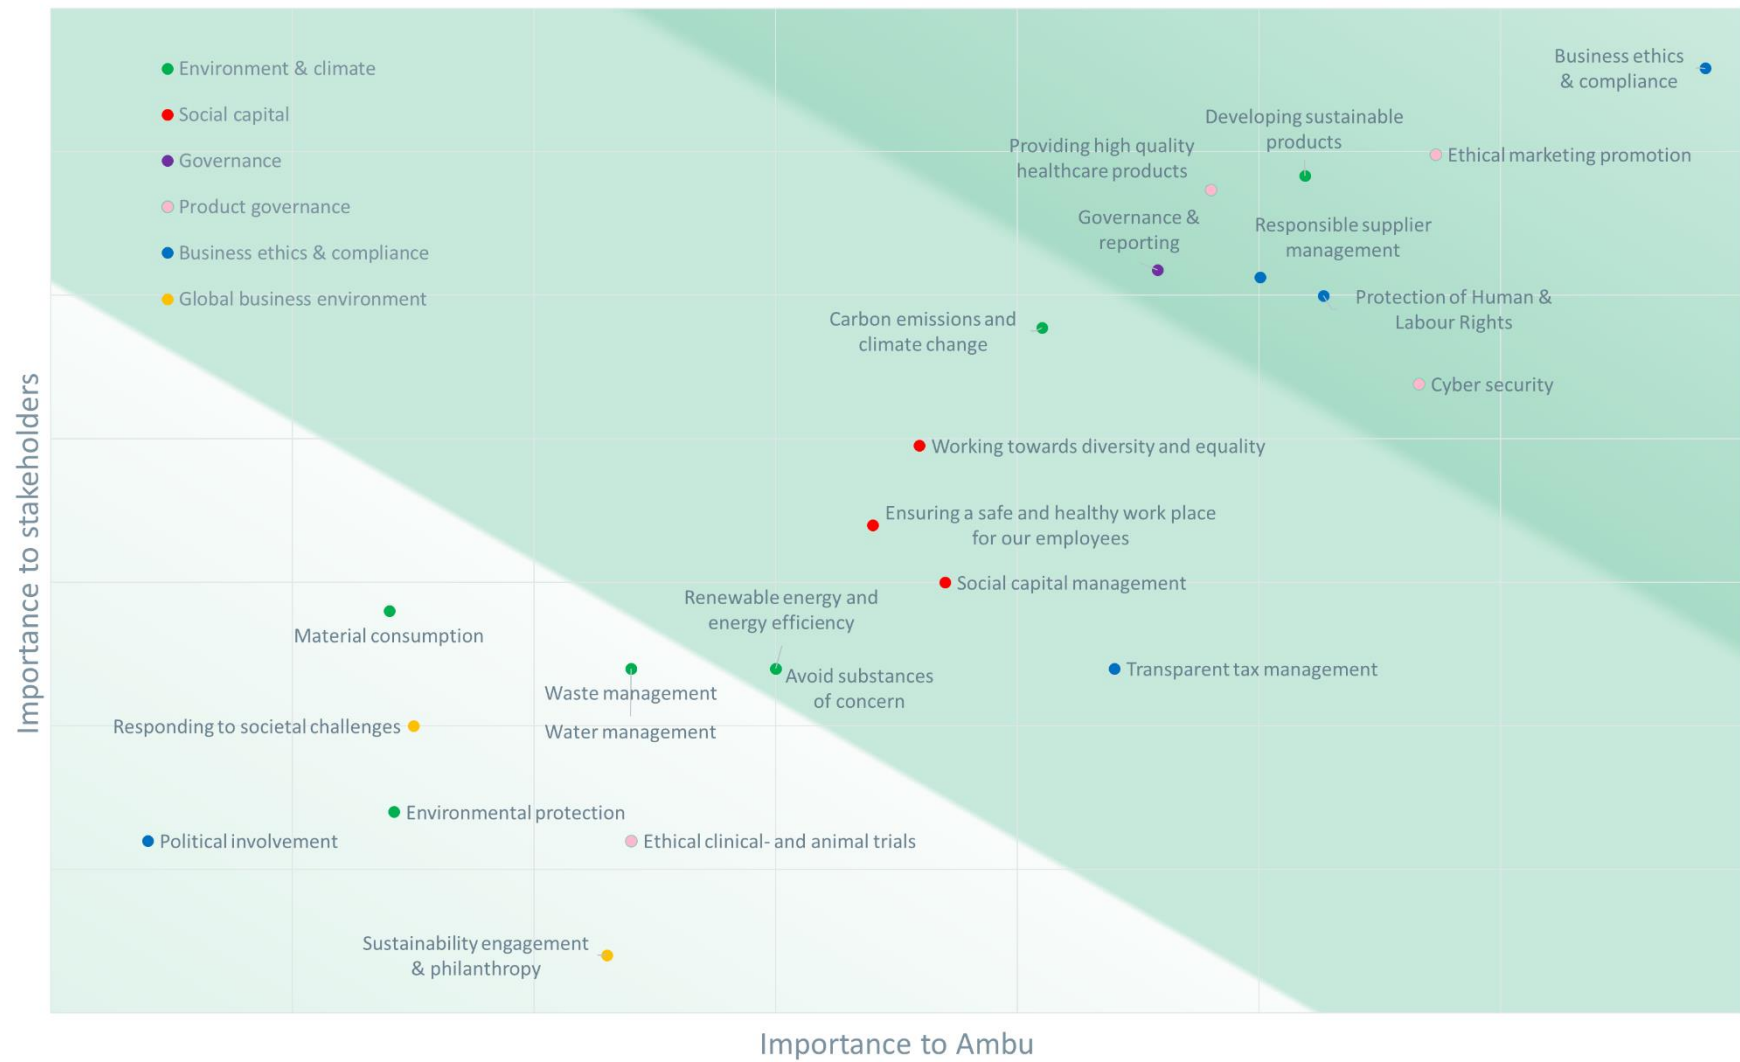 Environment & climate
Social capital
Governance
Product governance
Business ethics & compliance
Global business environment
Business ethics
& compliance
Developing sustainable
products
Providing high quality
healthcare products
Ethical marketing promotion
Governance &
reporting
Responsible supplier
management
Protection of Human &
Labour Rights
Carbon emissions and
climate change
Cyber security
Working towards diversity and equality
Ensuring a safe and healthy work place
for our employees
Social capital management
Renewable energy and
energy efficiency
Material consumption
Avoid substances
of concern
Transparent tax management
Waste management
Water management
Responding to societal challenges
Environmental protection
Political involvement
Ethical clinical- and animal trials
Sustainability engagement
& philanthropy
Importance to stakeholders
Importance to Ambu